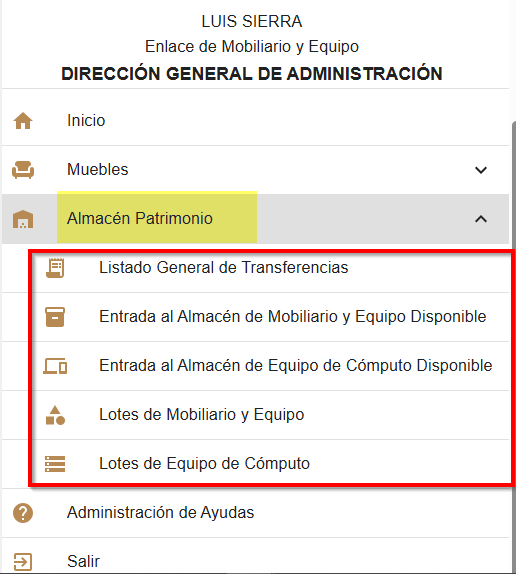 LUIS SIERRA
Enlace de Mobiliario y Equipo
DIRECCIÓN GENERAL DE ADMINISTRACIÓN
Inicio
Muebles
Almacén Patrimonio
Listado General de Transferencias
Entrada al Almacén de Mobiliario y Equipo Disponible
Entrada al Almacén de Equipo de Cómputo Disponible
Lotes de Mobiliario y Equipo
Lotes de Equipo de Cómputo
Administración de Ayudas
Salir